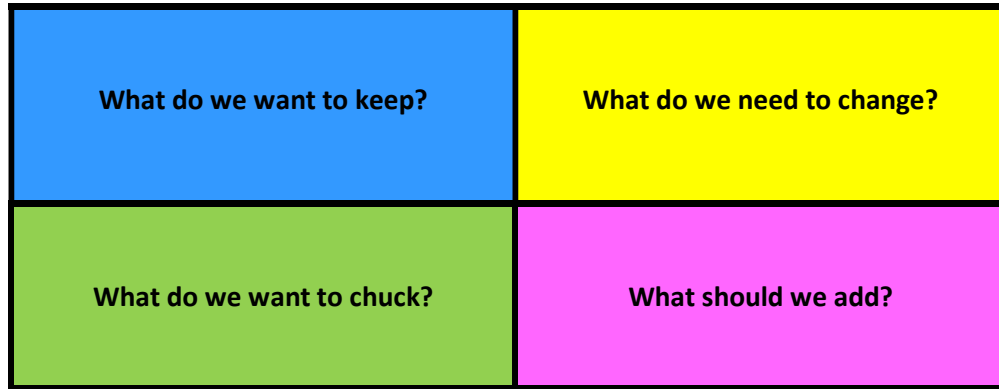 What do we want to keep?
What do we need to change?
What do we want to chuck?
What should we add?